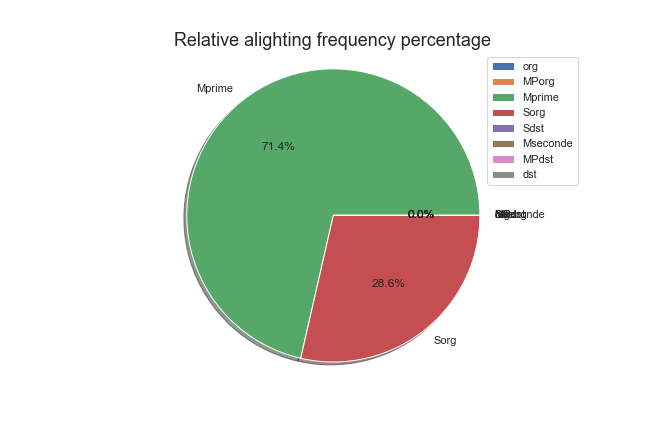 Relative alighting frequency percentage
org
MPorg
Mprime
Sorg
Sdst
Mseconde
MPdst
dst
Mprime
71.4%
0.0%
28.6%
Sorg